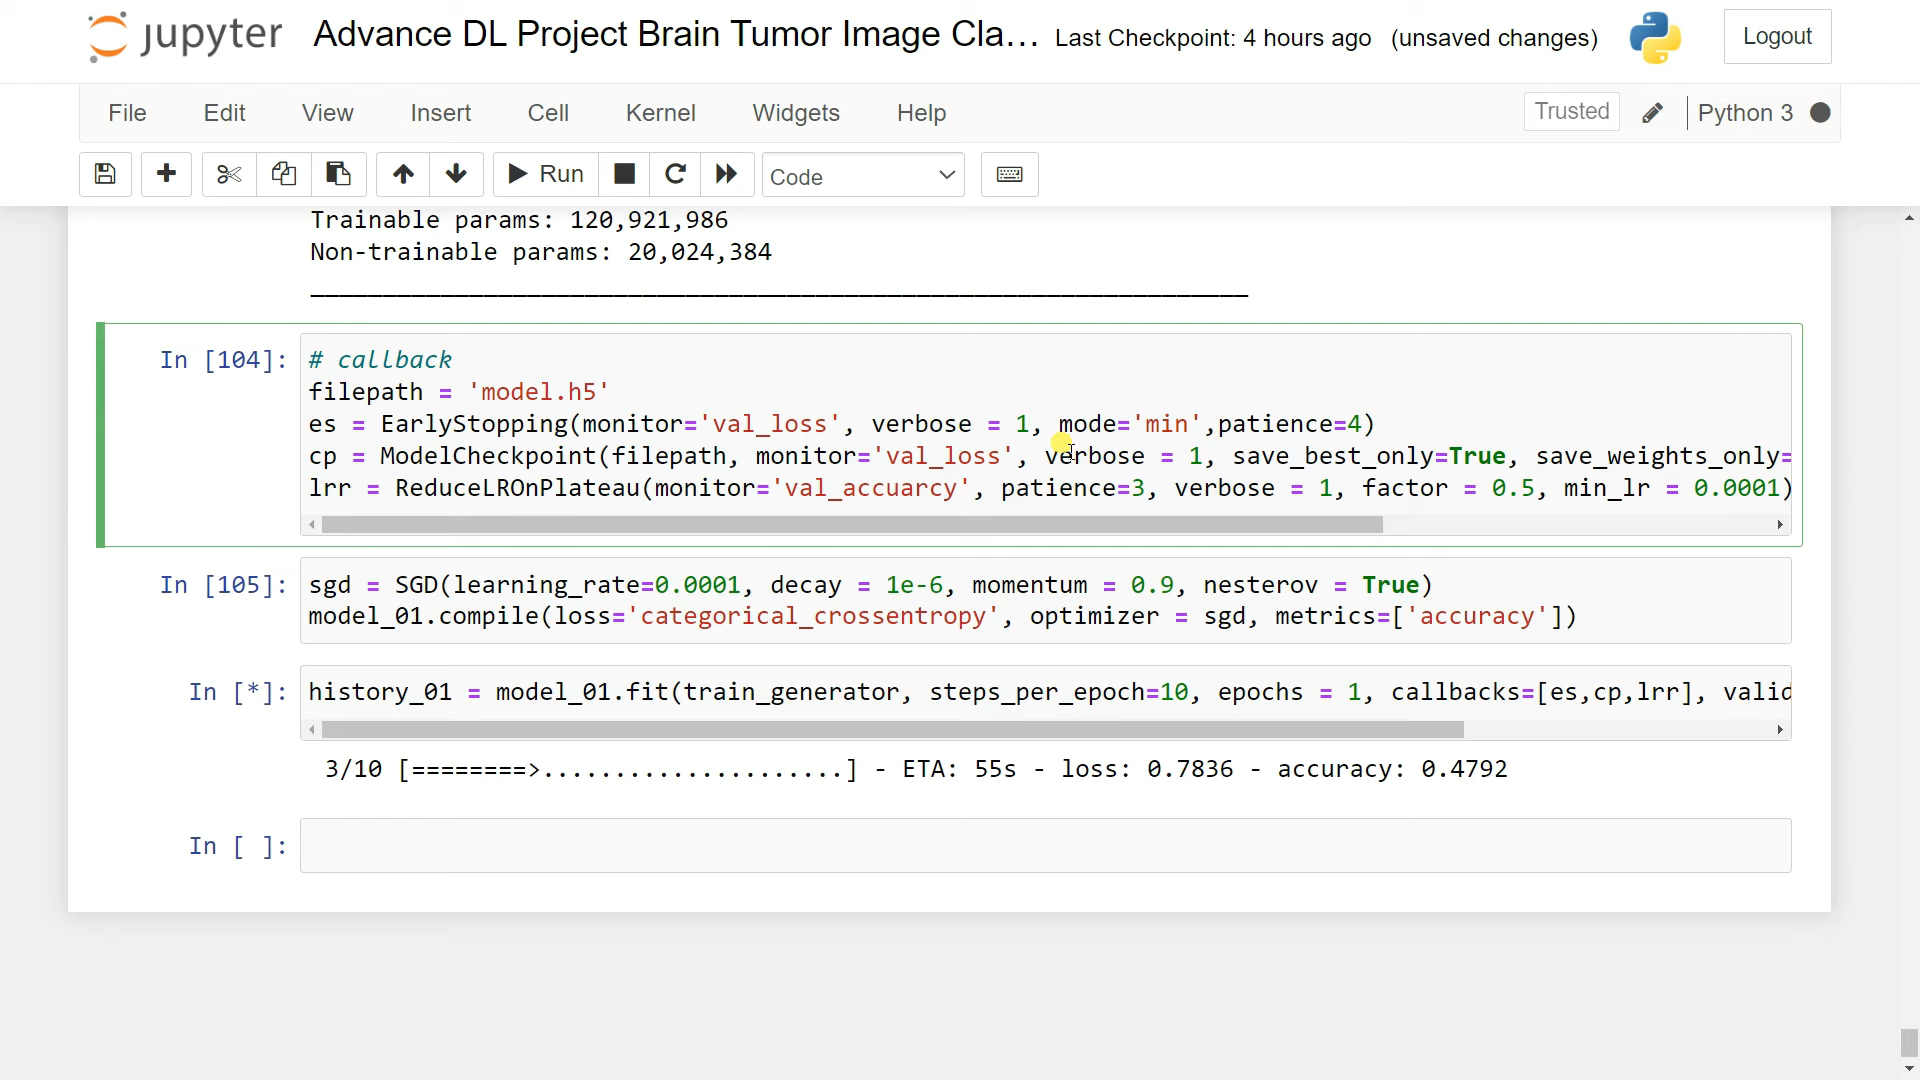 jupyter Advance DL Project Brain Tumor Image Cla... Last Checkpoint: 4 hours ago (unsaved changes) Logout
File Edit View Insert Cell Kernel Widgets Help Trusted Python 3
Run Code
Trainable params: 120,921,986
Non-trainable params: 20,024,384
In [104]: # callback
filepath = 'model.h5'
es = EarlyStopping(monitor='val_loss', verbose = 1, mode='min',patience=4)
cp = ModelCheckpoint(filepath, monitor='val_loss', verbose = 1, save_best_only=True, save_weights_only=
lrr = ReduceLROnPlateau(monitor='val_accuarcy', patience=3, verbose = 1, factor = 0.5, min_lr = 0.0001)
In [105]: sgd = SGD(learning_rate=0.0001, decay = 1e-6, momentum = 0.9, nesterov = True)
model_01.compile(loss='categorical_crossentropy', optimizer = sgd, metrics=['accuracy'])
In [*]: history_01 = model_01.fit(train_generator, steps_per_epoch=10, epochs = 1, callbacks=[es,cp,lrr], valid
3/10 [========>.....................] - ETA: 55s - loss: 0.7836 - accuracy: 0.4792
In [ ]: